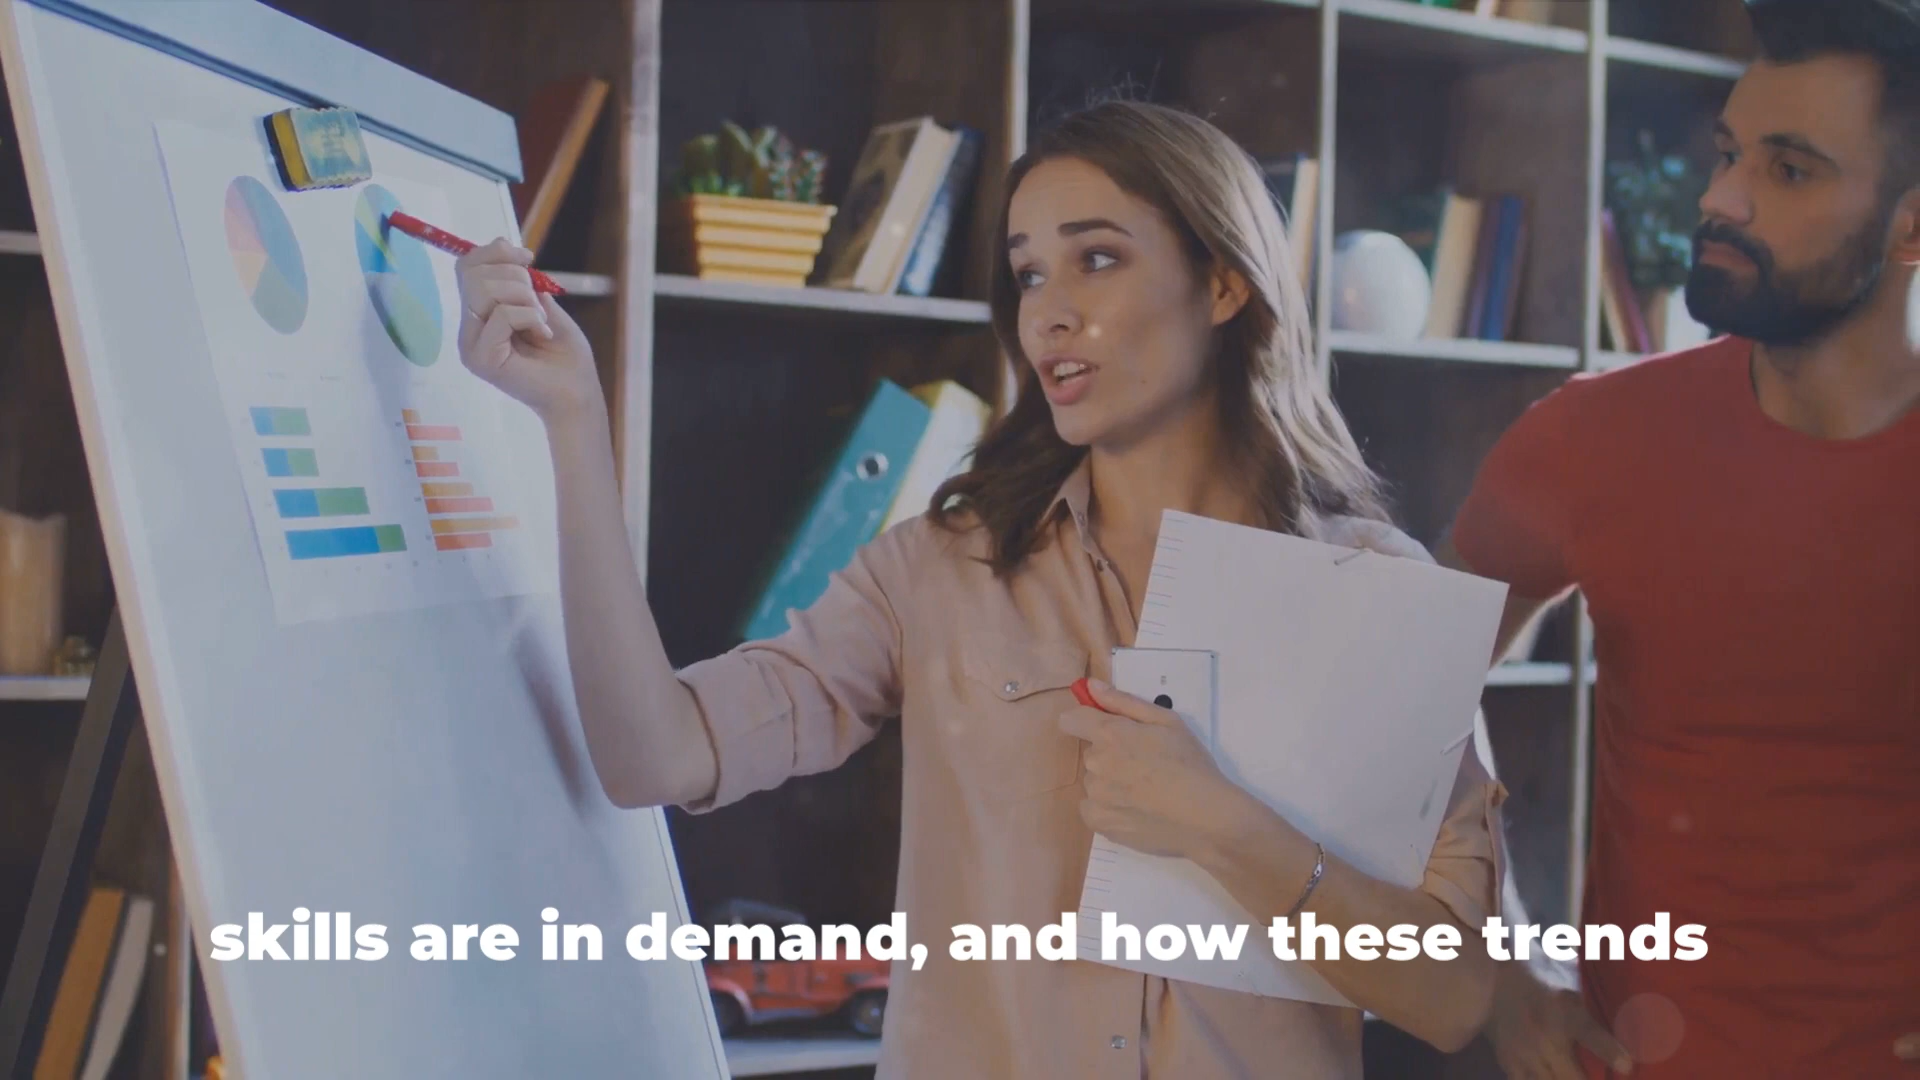 skills are in demand, and how these trends